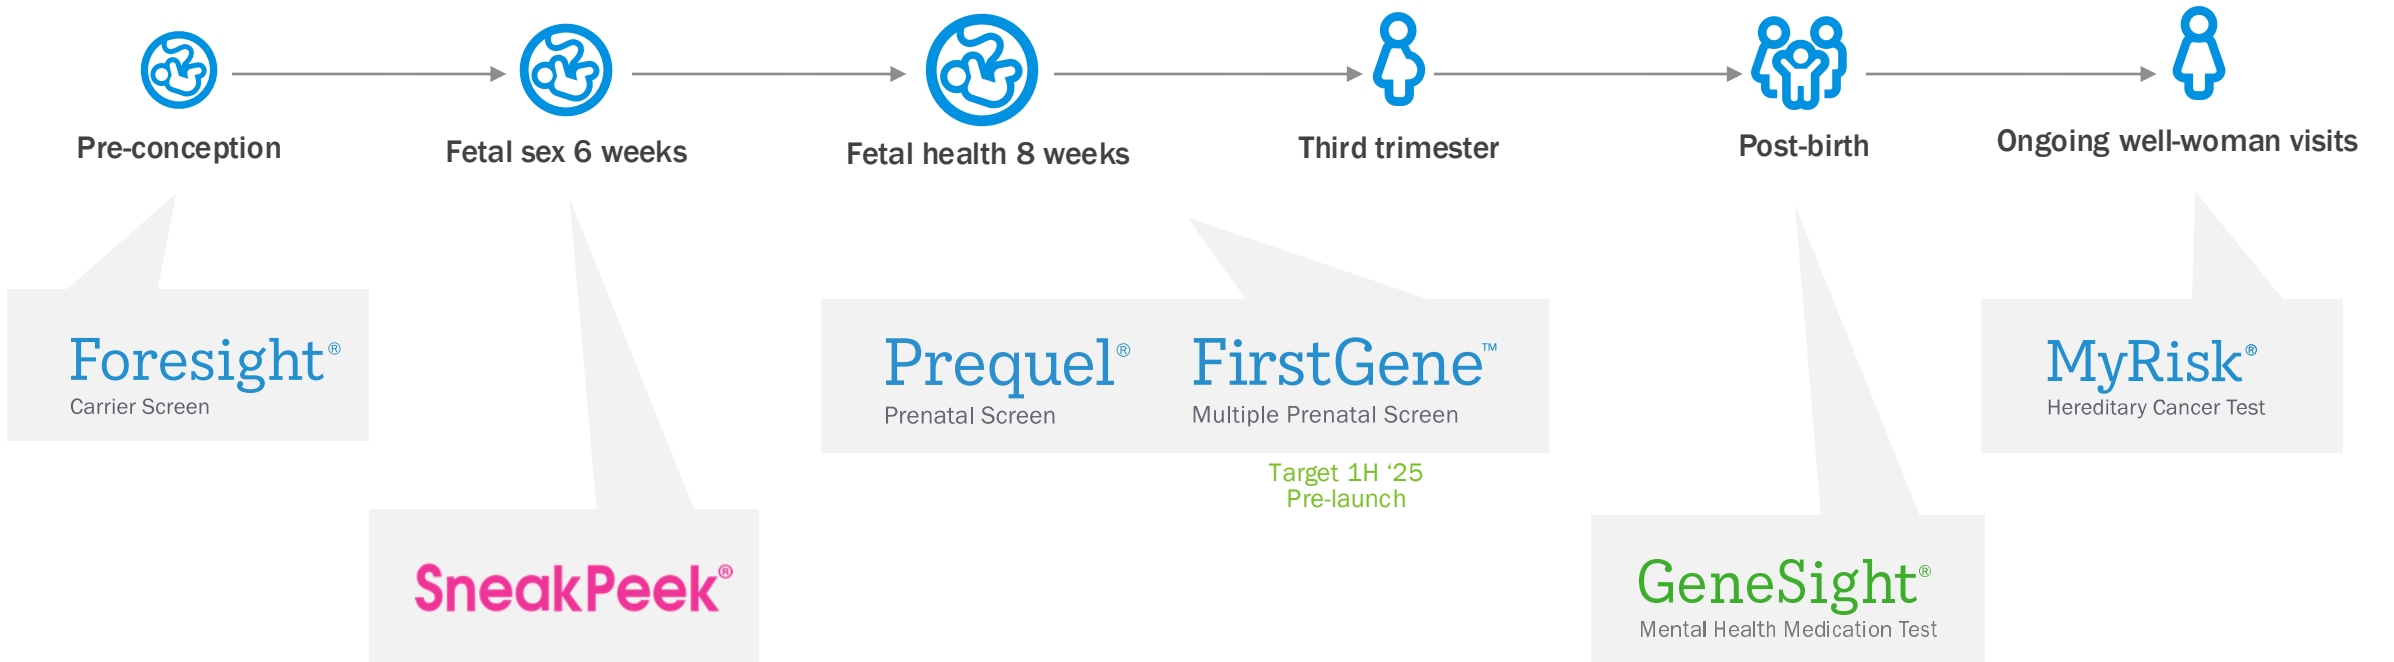 Pre-conception
Fetal sex 6 weeks
Fetal health 8 weeks
Third trimester
Post-birth
Ongoing well-woman visits
Foresight®
Carrier Screen
SneakPeek®
Prequel®
Prenatal Screen
FirstGene™
Multiple Prenatal Screen
Target 1H ‘25
Pre-launch
GeneSight®
Mental Health Medication Test
MyRisk®
Hereditary Cancer Test